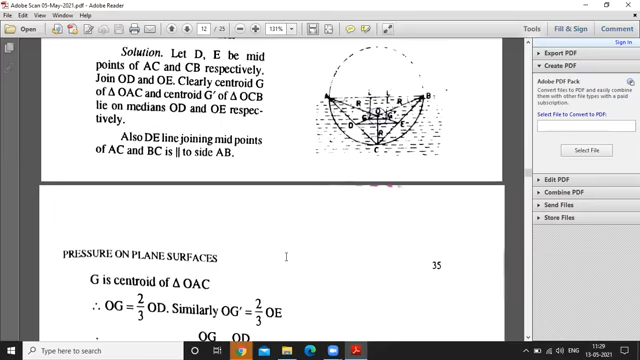 Adobe Scan 05-May-2021.pdf - Adobe Reader
File Edit View Window Help
Open
12 / 25
131%
Tools Fill & Sign Comment
Sign In
Solution. Let D, E be mid
points of AC and CB respectively.
Join OD and OE. Clearly centroid G
of Δ OAC and centroid G′ of Δ OCB
lie on medians OD and OE respec-
tively.
Also DE line joining mid points
of AC and BC is || to side AB.
A L L B
R R
O
G G'
D E
R
C
PRESSURE ON PLANE SURFACES
35
G is centroid of Δ OAC
∴ OG = 2/3 OD. Similarly OG′ = 2/3 OE
∴ OG OD
Export PDF
Create PDF
Adobe PDF Pack
Convert files to PDF and easily combine
them with other file types with a paid
subscription.
Select File to Convert to PDF:
Select File
Edit PDF
Combine PDF
Send Files
Store Files
Type here to search
ENG
11:29
13-05-2021